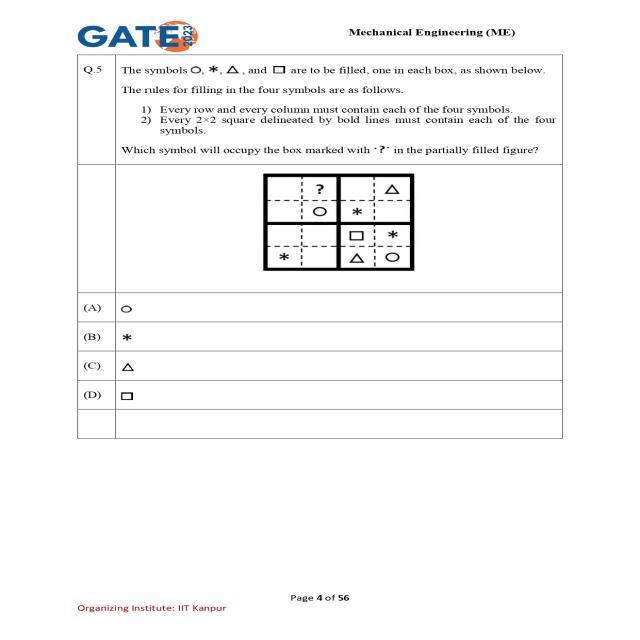 GATE 2023
Mechanical Engineering (ME)
Q.5 The symbols ○, *, △, and □ are to be filled, one in each box, as shown below.
The rules for filling in the four symbols are as follows.
1) Every row and every column must contain each of the four symbols.
2) Every 2×2 square delineated by bold lines must contain each of the four
symbols.
Which symbol will occupy the box marked with ‘?’ in the partially filled figure?
? △
○ *
□ *
* △ ○
(A) ○
(B) *
(C) △
(D) □
Page 4 of 56
Organizing Institute: IIT Kanpur